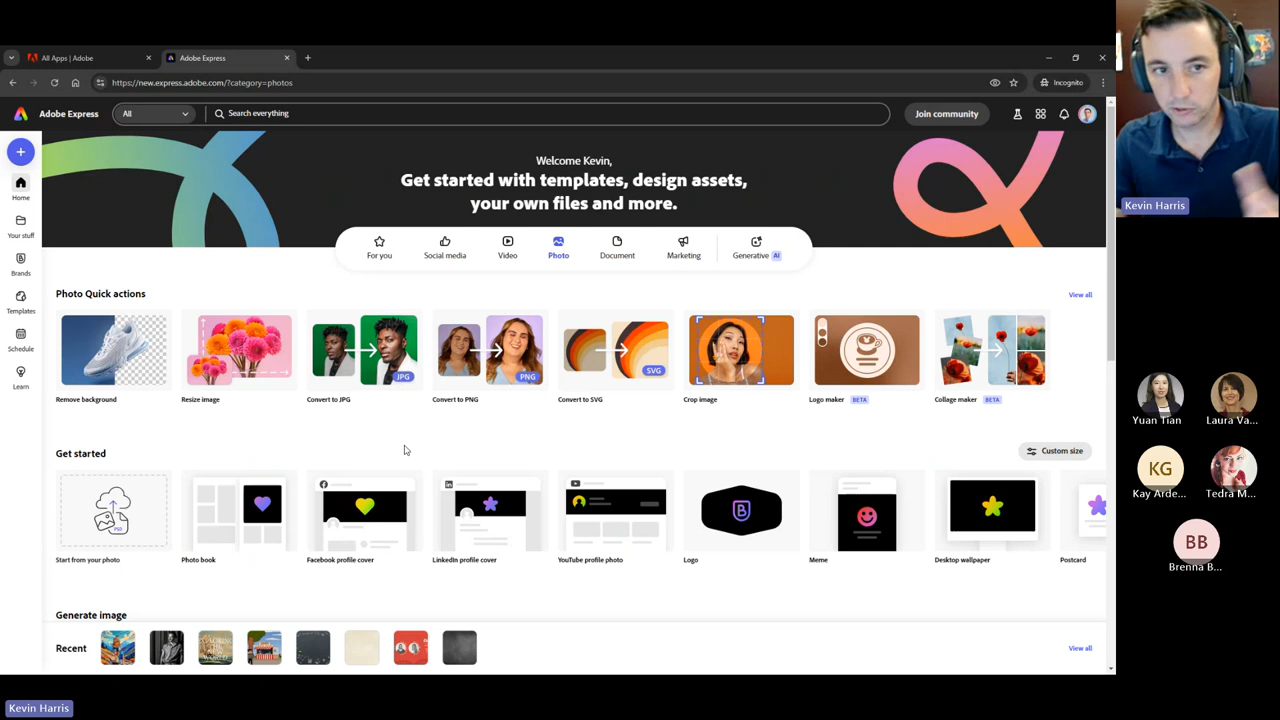 All Apps | Adobe
Adobe Express
https://new.express.adobe.com/?category=photos
Incognito
Adobe Express
All
Search everything
Join community
Home
Your stuff
Brands
Templates
Schedule
Learn
Welcome Kevin,
Get started with templates, design assets,
your own files and more.
For you
Social media
Video
Photo
Document
Marketing
Generative AI
Photo Quick actions
View all
JPG
PNG
SVG
Remove background
Resize image
Convert to JPG
Convert to PNG
Convert to SVG
Crop image
Logo maker BETA
Collage maker BETA
Get started
Custom size
PSD
Start from your photo
Photo book
Facebook profile cover
LinkedIn profile cover
YouTube profile photo
Logo
Meme
Desktop wallpaper
Postcard
Generate image
Recent
View all
Kevin Harris
Yuan Tian
Laura Va...
KG
Kay Arde...
Tedra M...
BB
Brenna B...
Kevin Harris